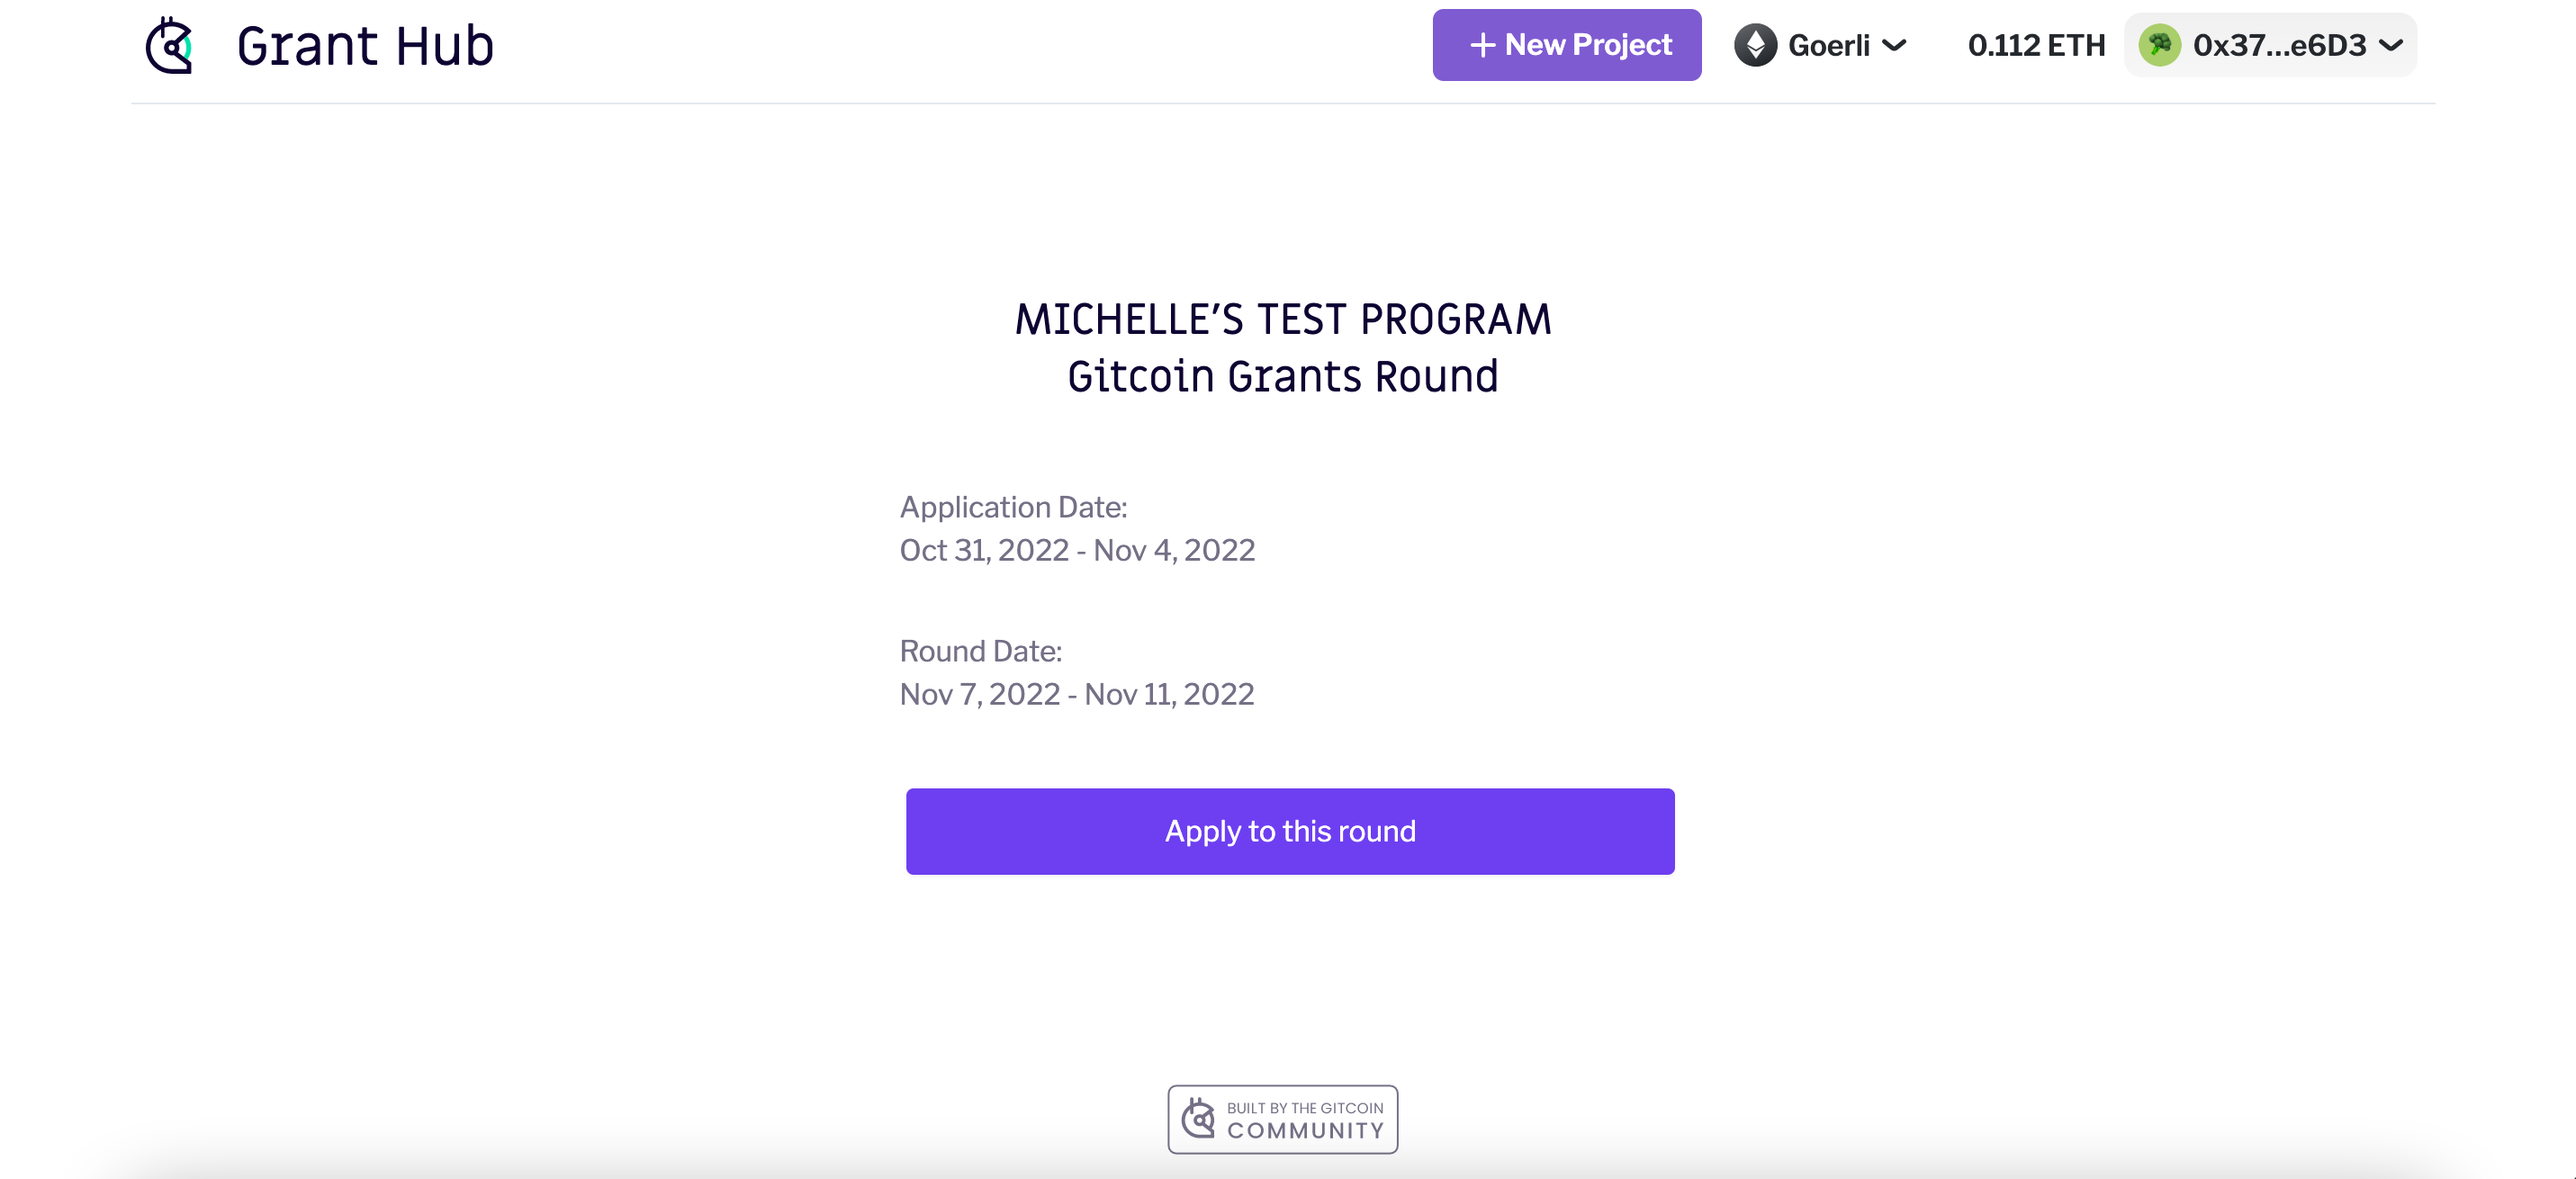 Grant Hub
+ New Project
Goerli
0.112 ETH
0x37...e6D3
MICHELLE’S TEST PROGRAM
Gitcoin Grants Round
Application Date:
Oct 31, 2022 - Nov 4, 2022
Round Date:
Nov 7, 2022 - Nov 11, 2022
Apply to this round
BUILT BY THE GITCOIN
COMMUNITY